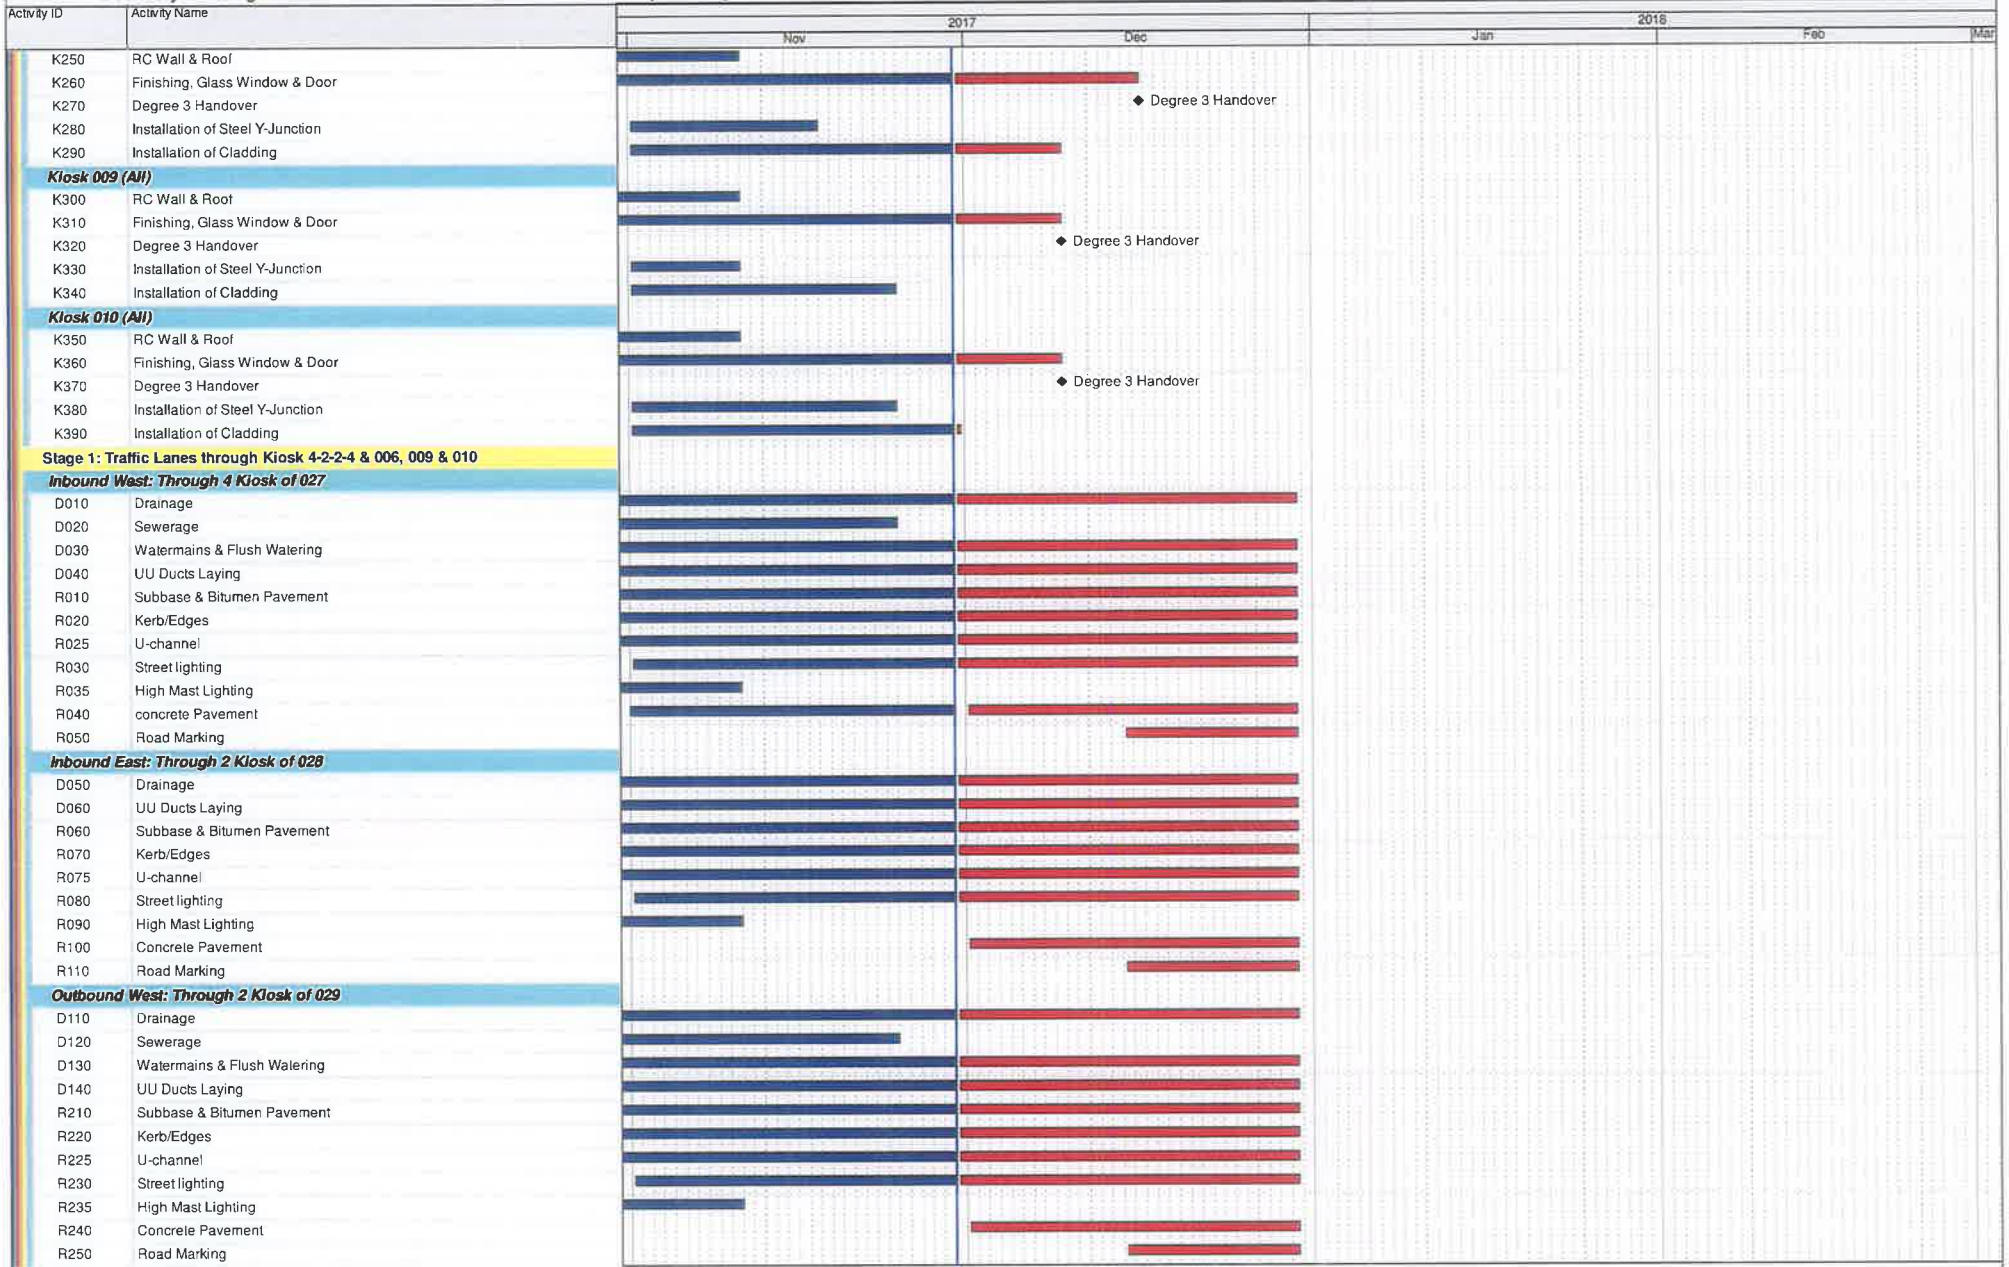 Activity ID Activity Name
2017 2018
Nov Dec Jan Feb Mar
K250 RC Wall & Roof
K260 Finishing, Glass Window & Door
K270 Degree 3 Handover Degree 3 Handover
K280 Installation of Steel Y-Junction
K290 Installation of Cladding
Kiosk 009 (All)
K300 RC Wall & Roof
K310 Finishing, Glass Window & Door
K320 Degree 3 Handover Degree 3 Handover
K330 Installation of Steel Y-Junction
K340 Installation of Cladding
Kiosk 010 (All)
K350 RC Wall & Roof
K360 Finishing, Glass Window & Door
K370 Degree 3 Handover Degree 3 Handover
K380 Installation of Steel Y-Junction
K390 Installation of Cladding
Stage 1: Traffic Lanes through Kiosk 4-2-2-4 & 006, 009 & 010
Inbound West: Through 4 Kiosk of 027
D010 Drainage
D020 Sewerage
D030 Watermains & Flush Watering
D040 UU Ducts Laying
R010 Subbase & Bitumen Pavement
R020 Kerb/Edges
R025 U-channel
R030 Street lighting
R035 High Mast Lighting
R040 concrete Pavement
R050 Road Marking
Inbound East: Through 2 Kiosk of 028
D050 Drainage
D060 UU Ducts Laying
R060 Subbase & Bitumen Pavement
R070 Kerb/Edges
R075 U-channel
R080 Street lighting
R090 High Mast Lighting
R100 Concrete Pavement
R110 Road Marking
Outbound West: Through 2 Kiosk of 029
D110 Drainage
D120 Sewerage
D130 Watermains & Flush Watering
D140 UU Ducts Laying
R210 Subbase & Bitumen Pavement
R220 Kerb/Edges
R225 U-channel
R230 Street lighting
R235 High Mast Lighting
R240 Concrete Pavement
R250 Road Marking